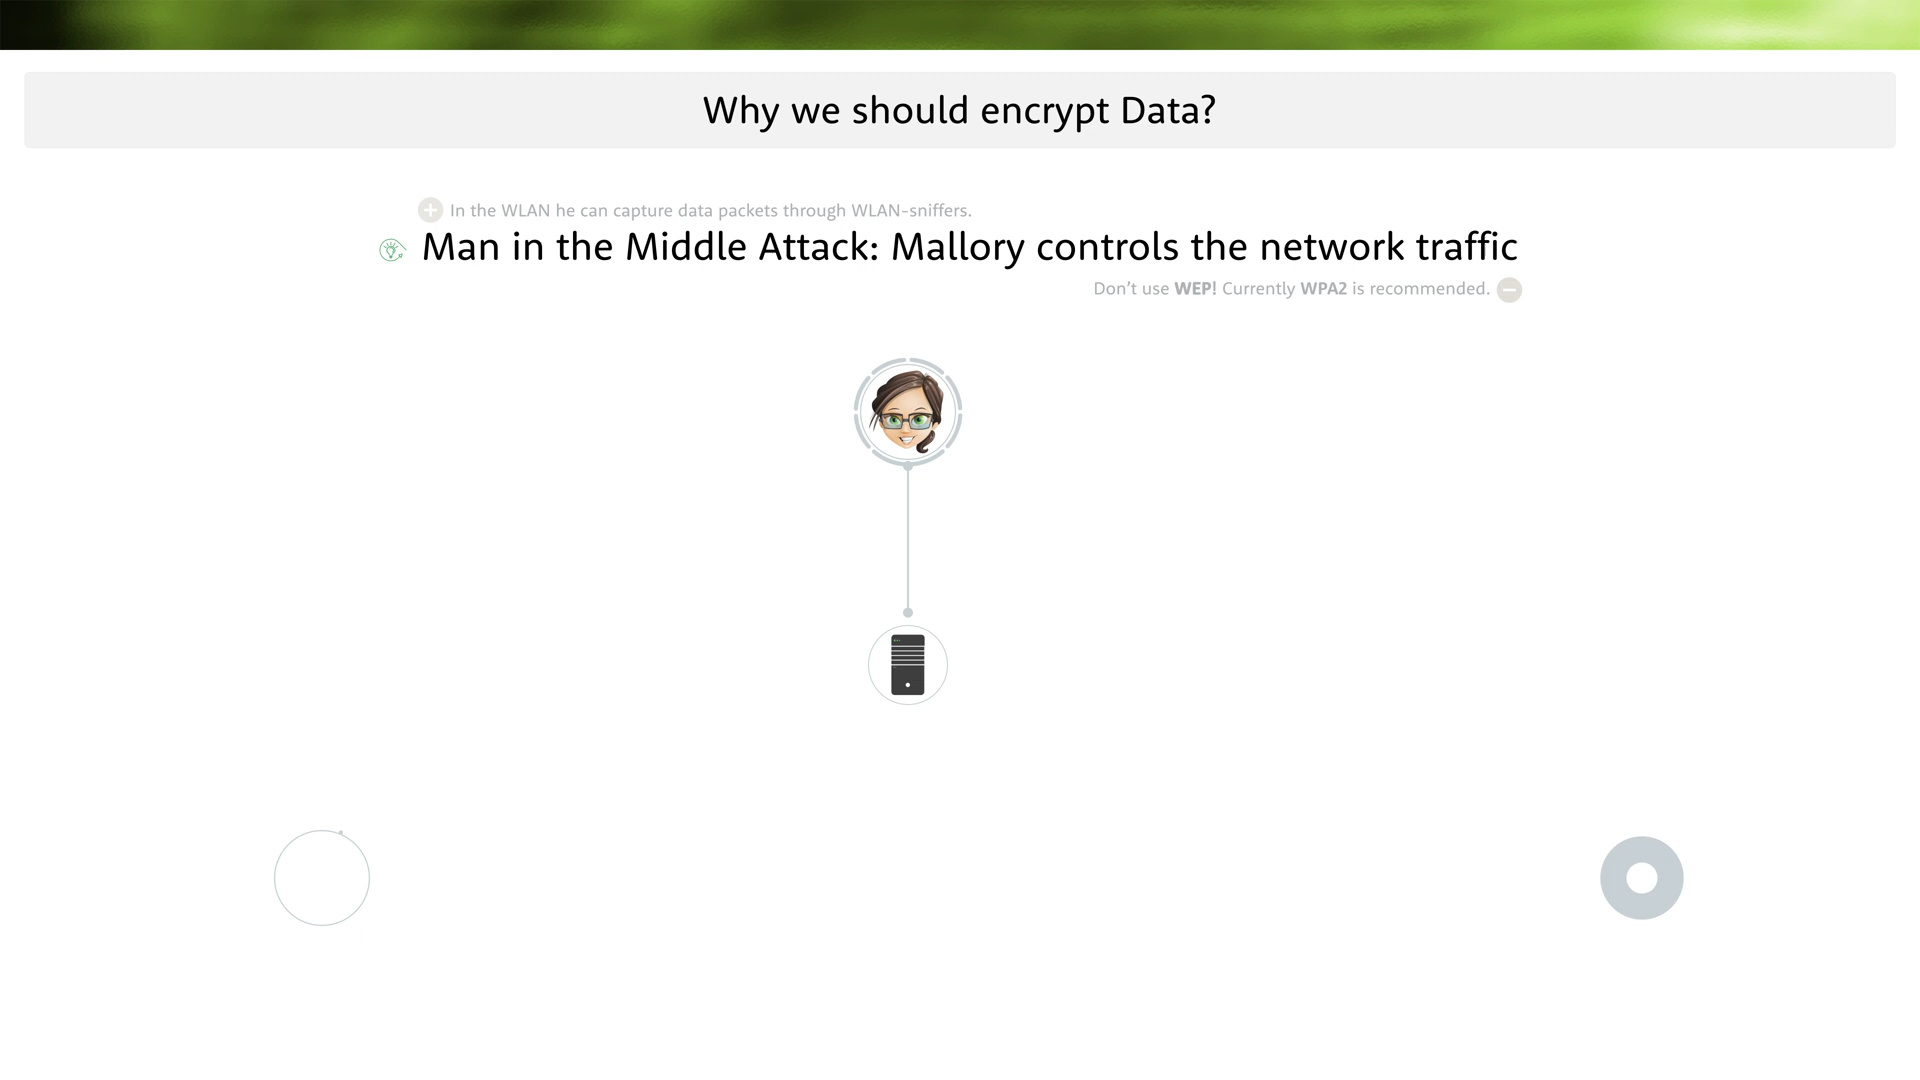 Why we should encrypt Data?
In the WLAN he can capture data packets through WLAN-sniffers.
Man in the Middle Attack: Mallory controls the network traffic
Don’t use WEP! Currently WPA2 is recommended.